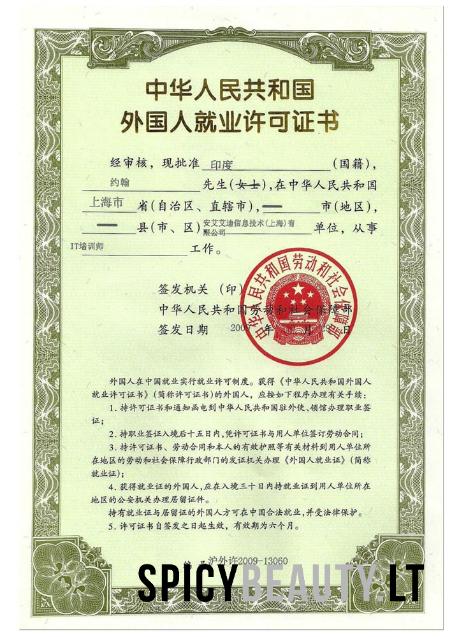 中华人民共和国
外国人就业许可证书
经审核，现批准 印度 (国籍)，
约翰 先生(女士)，在中华人民共和国
上海市 省(自治区、直辖市)， 一 市(地区)，
一 县(市、区) 安艾艾迪信息技术(上海)有限公司 单位，从事
IT培训师 工作。
签发机关 (印)
中华人民共和国劳动和社会保障部
签发日期 年 月 日
外国人在中国就业实行就业许可制度。获得《中华人民共和国外国人
就业许可证书》(简称许可证书)的外国人，应按如下程序办理有关手续：
1. 持许可证书和通知函电到中华人民共和国驻外使、领馆办理职业签
证；
2. 持职业签证入境后十五日内，凭许可证书与用人单位签订劳动合同；
3. 持许可证书、劳动合同和本人的有效护照等有关材料到用人单位所
在地区的劳动和社会保障行政部门的发证机关办理《外国人就业证》(简称
就业证)；
4. 获得就业证的外国人，应在入境三十日内持就业证到用人单位所在
地区的公安机关办理居留证件。
持有就业证与居留证的外国人方可在中国合法就业，并受法律保护。
5. 许可证书自签发之日起生效，有效期为六个月。
沪外许2009-13060
SPICYBEAUTY.LT